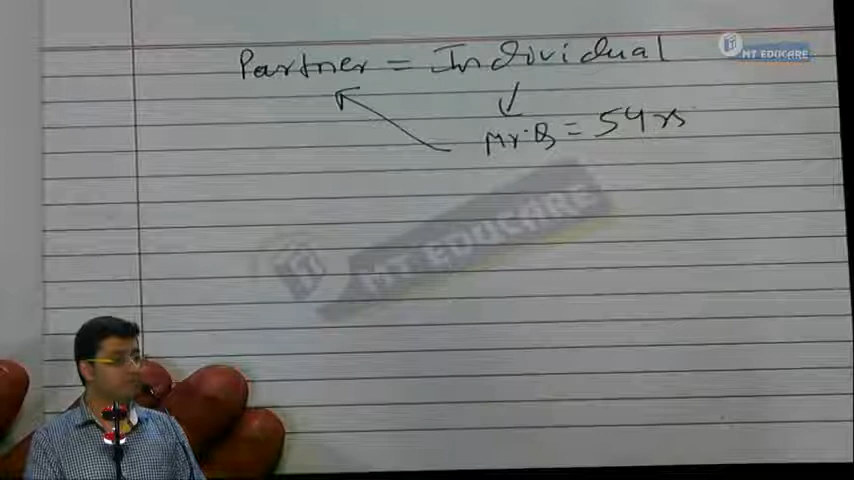 Partner = Individual
Mr. B = 54 yrs
MT EDUCARE
MT EDUCARE